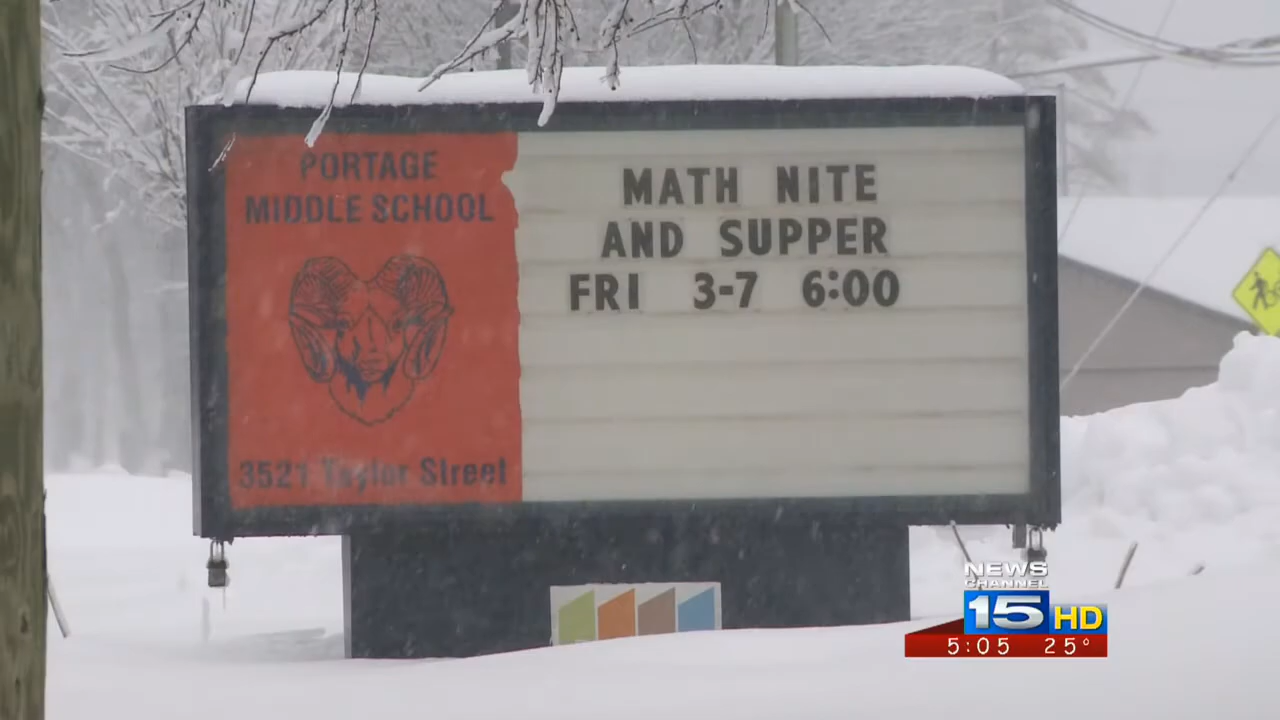 PORTAGE
MIDDLE SCHOOL
3521 Taylor Street
MATH NITE
AND SUPPER
FRI 3-7 6:00
NEWS
CHANNEL
15 HD
5:05 25°